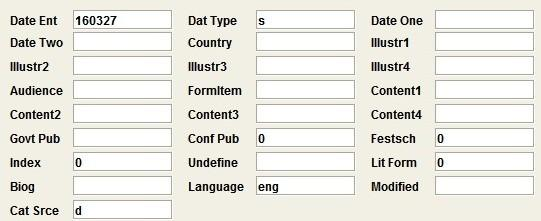 Date Ent 160327 Dat Type s Date One
Date Two Country Illustr1
Illustr2 Illustr3 Illustr4
Audience FormItem Content1
Content2 Content3 Content4
Govt Pub Conf Pub 0 Festsch 0
Index 0 Undefine Lit Form 0
Biog Language eng Modified
Cat Srce d